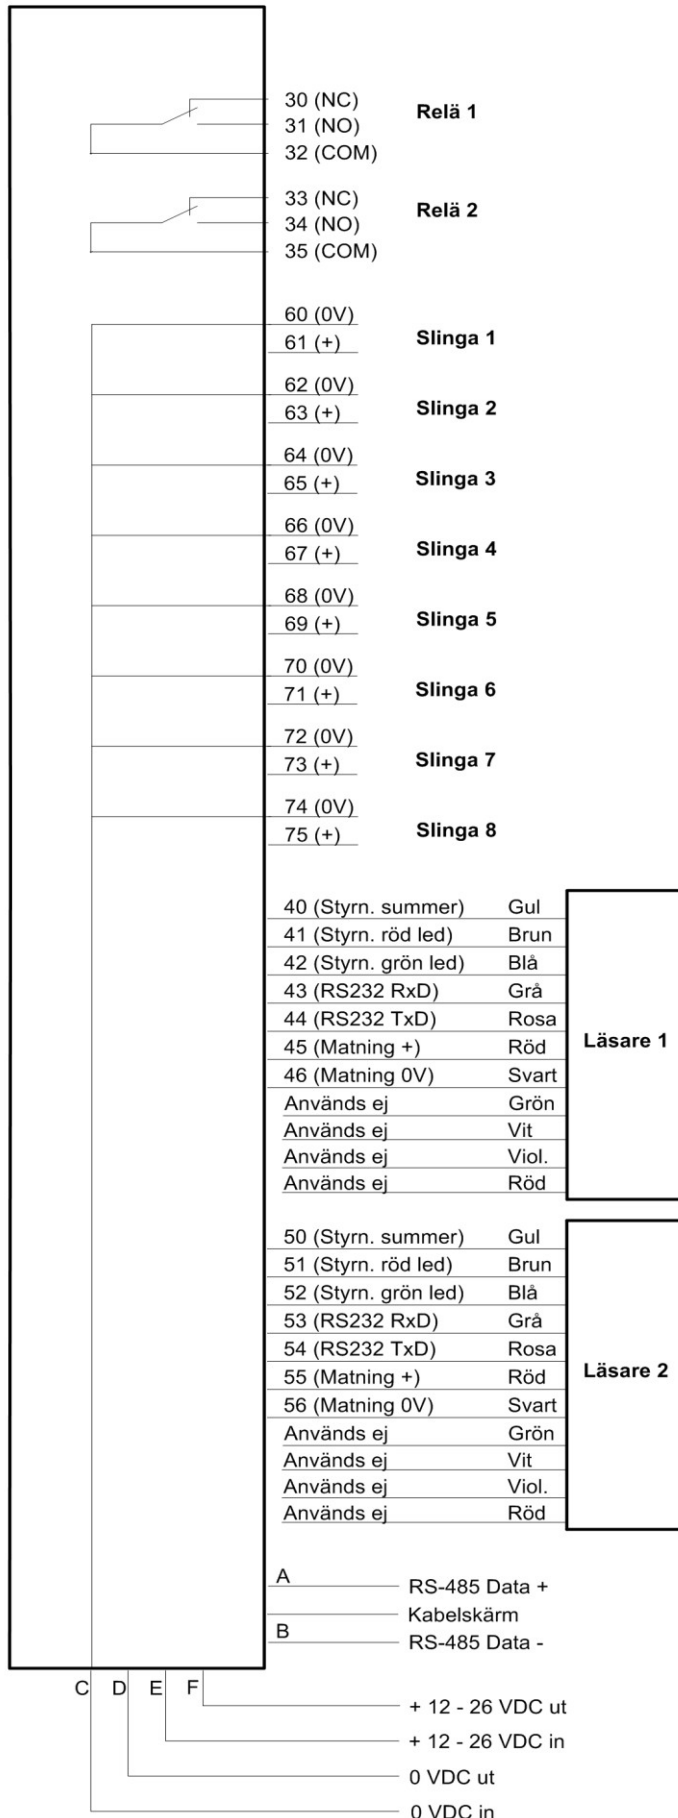 30 (NC)
31 (NO)
Relä 1
32 (COM)
33 (NC)
34 (NO)
Relä 2
35 (COM)
60 (0V)
61 (+)
Slinga 1
62 (0V)
63 (+)
Slinga 2
64 (0V)
65 (+)
Slinga 3
66 (0V)
67 (+)
Slinga 4
68 (0V)
69 (+)
Slinga 5
70 (0V)
71 (+)
Slinga 6
72 (0V)
73 (+)
Slinga 7
74 (0V)
75 (+)
Slinga 8
40 (Styrn. summer) Gul
41 (Styrn. röd led) Brun
42 (Styrn. grön led) Blå
43 (RS232 RxD) Grå
44 (RS232 TxD) Rosa
45 (Matning +) Röd
46 (Matning 0V) Svart
Används ej Grön
Används ej Vit
Används ej Viol.
Används ej Röd
Läsare 1
50 (Styrn. summer) Gul
51 (Styrn. röd led) Brun
52 (Styrn. grön led) Blå
53 (RS232 RxD) Grå
54 (RS232 TxD) Rosa
55 (Matning +) Röd
56 (Matning 0V) Svart
Används ej Grön
Används ej Vit
Används ej Viol.
Används ej Röd
Läsare 2
A RS-485 Data +
Kabelskärm
B RS-485 Data -
C D E F
+ 12 - 26 VDC ut
+ 12 - 26 VDC in
0 VDC ut
0 VDC in